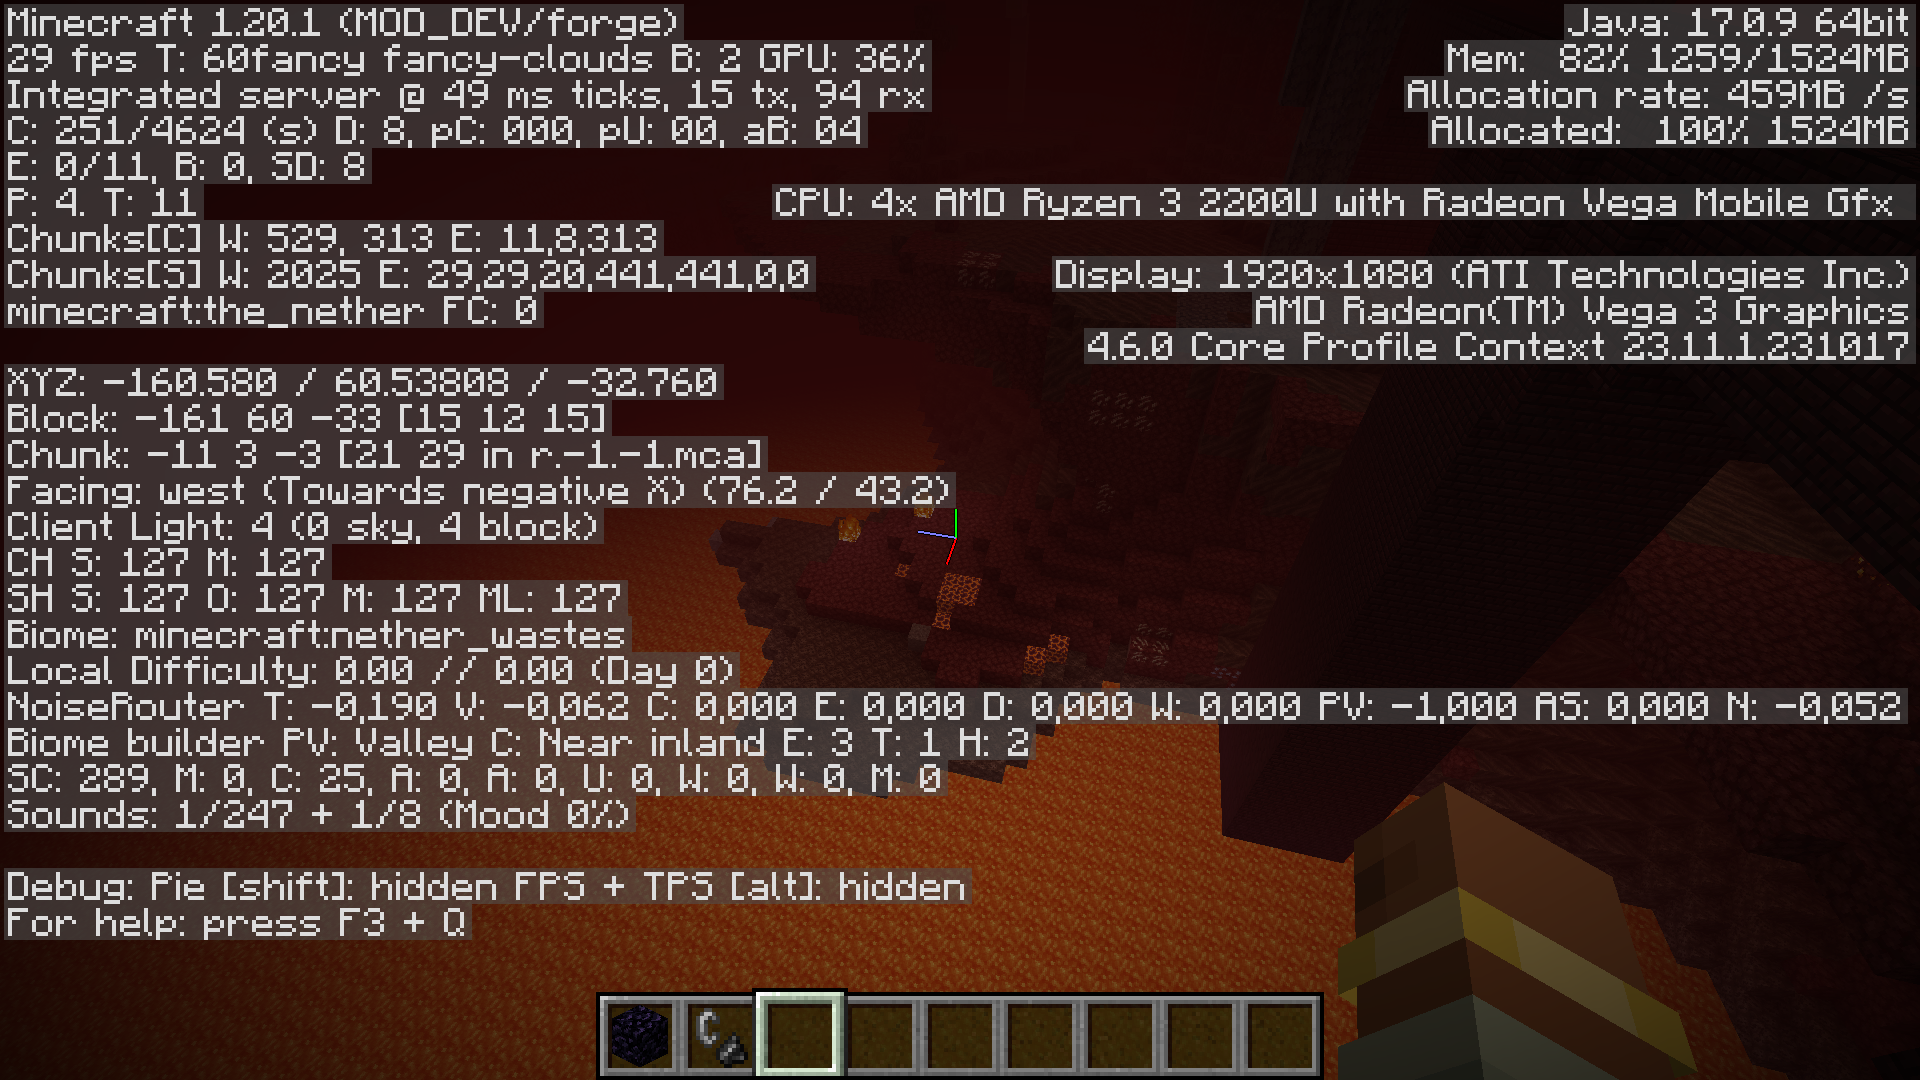 Minecraft 1.20.1 (MOD_DEV/forge)
29 fps T: 60fancy fancy-clouds B: 2 GPU: 36%
Integrated server @ 49 ms ticks, 15 tx, 94 rx
C: 251/4624 (s) D: 8, pC: 000, pU: 00, aB: 04
E: 0/11, B: 0, SD: 8
P: 4. T: 11
Chunks[C] W: 529, 313 E: 11,8,313
Chunks[S] W: 2025 E: 29,29,20,441,441,0,0
minecraft:the_nether FC: 0
XYZ: -160.580 / 60.53808 / -32.760
Block: -161 60 -33 [15 12 15]
Chunk: -11 3 -3 [21 29 in r.-1.-1.mca]
Facing: west (Towards negative X) (76.2 / 43.2)
Client Light: 4 (0 sky, 4 block)
CH S: 127 M: 127
SH S: 127 O: 127 M: 127 ML: 127
Biome: minecraft:nether_wastes
Local Difficulty: 0.00 // 0.00 (Day 0)
NoiseRouter T: -0,190 V: -0,062 C: 0,000 E: 0,000 D: 0,000 W: 0,000 PV: -1,000 AS: 0,000 N: -0,052
Biome builder PV: Valley C: Near inland E: 3 T: 1 H: 2
SC: 289, M: 0, C: 25, A: 0, A: 0, U: 0, W: 0, W: 0, M: 0
Sounds: 1/247 + 1/8 (Mood 0%)
Debug: Pie [shift]: hidden FPS + TPS [alt]: hidden
For help: press F3 + Q
Java: 17.0.9 64bit
Mem: 82% 1259/1524MB
Allocation rate: 459MB /s
Allocated: 100% 1524MB
CPU: 4x AMD Ryzen 3 2200U with Radeon Vega Mobile Gfx
Display: 1920x1080 (ATI Technologies Inc.)
AMD Radeon(TM) Vega 3 Graphics
4.6.0 Core Profile Context 23.11.1.231017